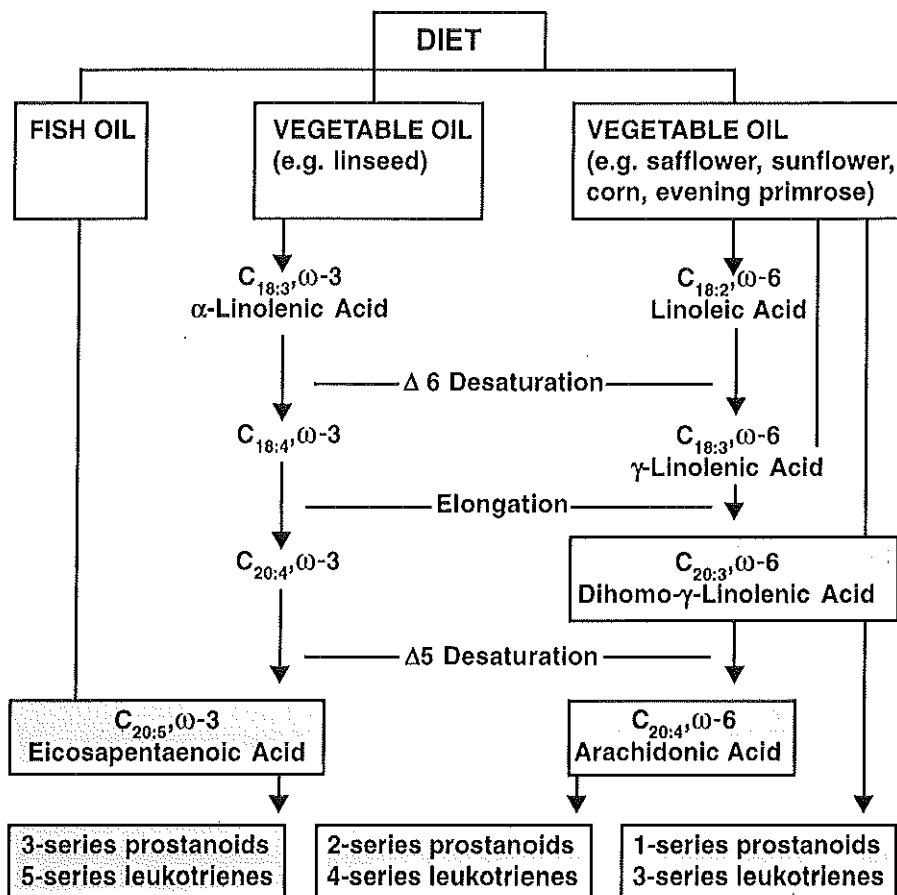 DIET
FISH OIL
VEGETABLE OIL
(e.g. linseed)
VEGETABLE OIL
(e.g. safflower, sunflower,
corn, evening primrose)
C18:3,ω-3
α-Linolenic Acid
C18:2,ω-6
Linoleic Acid
Δ 6 Desaturation
C18:4,ω-3
C18:3,ω-6
γ-Linolenic Acid
Elongation
C20:4,ω-3
C20:3,ω-6
Dihomo-γ-Linolenic Acid
Δ5 Desaturation
C20:5,ω-3
Eicosapentaenoic Acid
C20:4,ω-6
Arachidonic Acid
3-series prostanoids
5-series leukotrienes
2-series prostanoids
4-series leukotrienes
1-series prostanoids
3-series leukotrienes